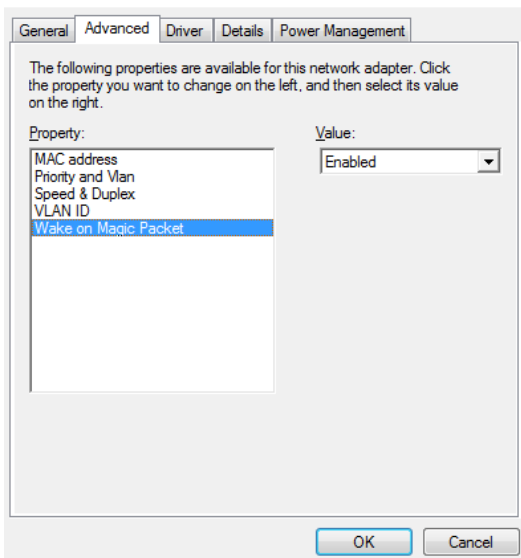 General Advanced Driver Details Power Management
The following properties are available for this network adapter. Click
the property you want to change on the left, and then select its value
on the right.
Property:
MAC address
Priority and Vlan
Speed & Duplex
VLAN ID
Wake on Magic Packet
Value:
Enabled
OK Cancel